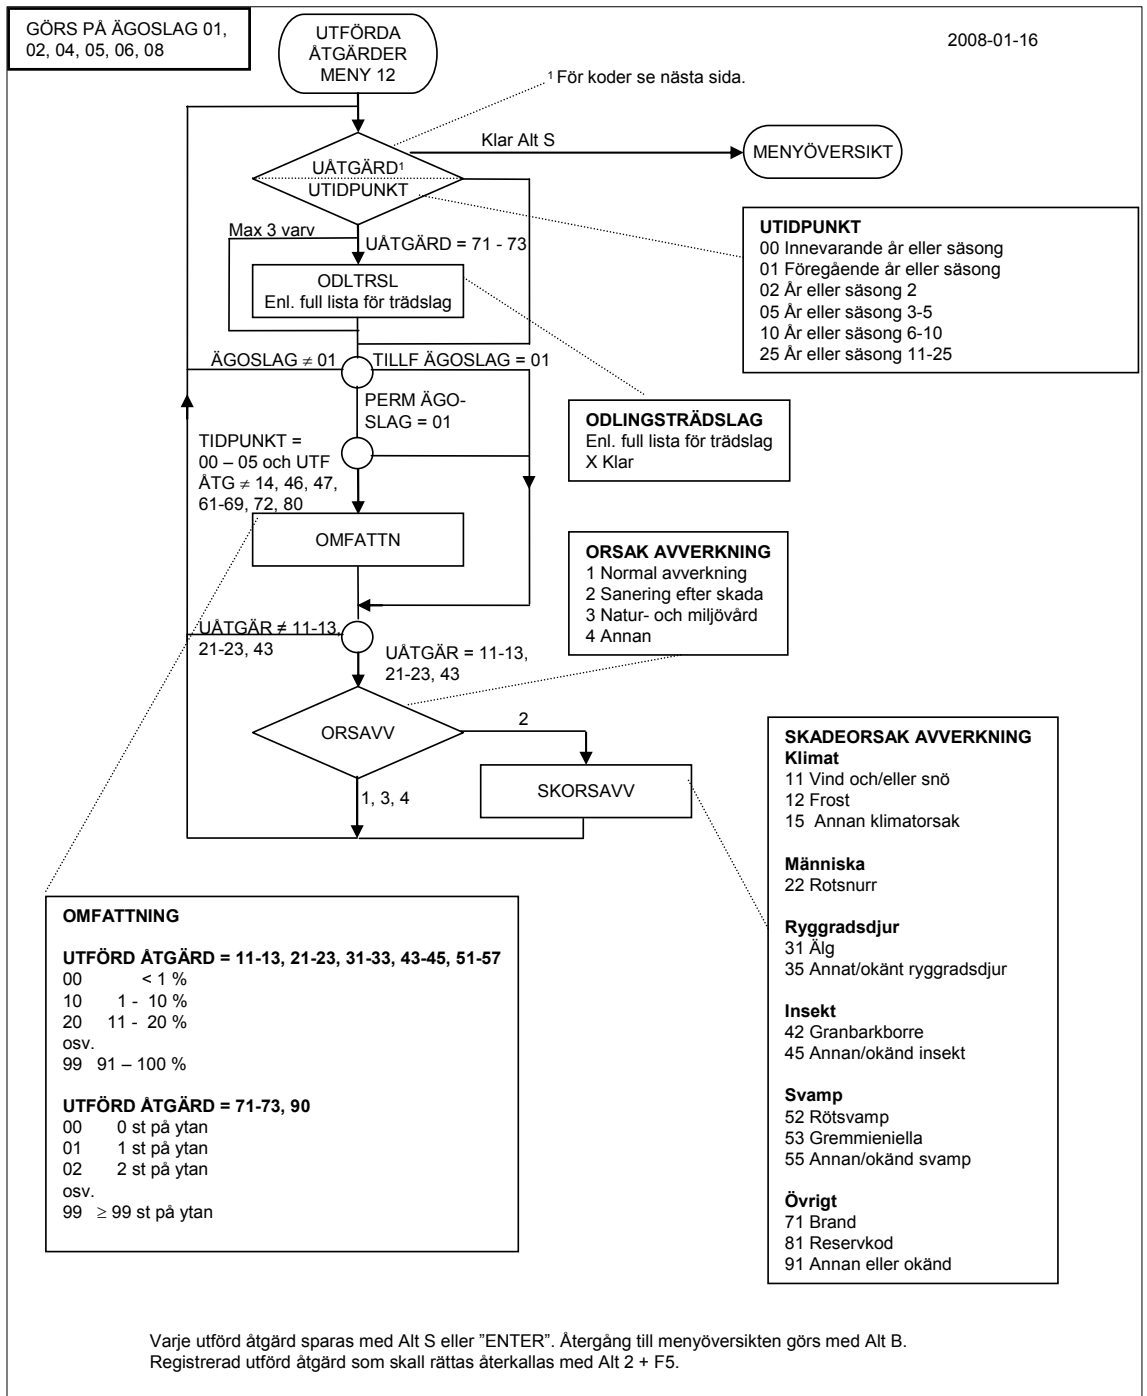 GÖRS PÅ ÄGOSLAG 01,
02, 04, 05, 06, 08
UTFÖRDA
ÅTGÄRDER
MENY 12
2008-01-16
¹ För koder se nästa sida.
Klar Alt S
MENYÖVERSIKT
UÅTGÄRD¹
UTIDPUNKT
UTIDPUNKT
00 Innevarande år eller säsong
01 Föregående år eller säsong
02 År eller säsong 2
05 År eller säsong 3-5
10 År eller säsong 6-10
25 År eller säsong 11-25
Max 3 varv
UÅTGÄRD = 71 - 73
ODLTRSL
Enl. full lista för trädslag
ÄGOSLAG ≠ 01
TILLF ÄGOSLAG = 01
PERM ÄGO-
SLAG = 01
ODLINGSTRÄDSLAG
Enl. full lista för trädslag
X Klar
TIDPUNKT =
00 – 05 och UTF
ÅTG ≠ 14, 46, 47,
61-69, 72, 80
OMFATTN
ORSAK AVVERKNING
1 Normal avverkning
2 Sanering efter skada
3 Natur- och miljövård
4 Annan
UÅTGÄR ≠ 11-13,
21-23, 43
UÅTGÄR = 11-13,
21-23, 43
ORSAVV
2
SKORSAVV
1, 3, 4
SKADEORSAK AVVERKNING
Klimat
11 Vind och/eller snö
12 Frost
15 Annan klimatorsak
Människa
22 Rotsnurr
Ryggradsdjur
31 Älg
35 Annat/okänt ryggradsdjur
Insekt
42 Granbarkborre
45 Annan/okänd insekt
Svamp
52 Rötsvamp
53 Gremmieniella
55 Annan/okänd svamp
Övrigt
71 Brand
81 Reservkod
91 Annan eller okänd
OMFATTNING
UTFÖRD ÅTGÄRD = 11-13, 21-23, 31-33, 43-45, 51-57
00 < 1 %
10 1 - 10 %
20 11 - 20 %
osv.
99 91 – 100 %
UTFÖRD ÅTGÄRD = 71-73, 90
00 0 st på ytan
01 1 st på ytan
02 2 st på ytan
osv.
99 ≥ 99 st på ytan
Varje utförd åtgärd sparas med Alt S eller ”ENTER”. Återgång till menyöversikten görs med Alt B.
Registrerad utförd åtgärd som skall rättas återkallas med Alt 2 + F5.